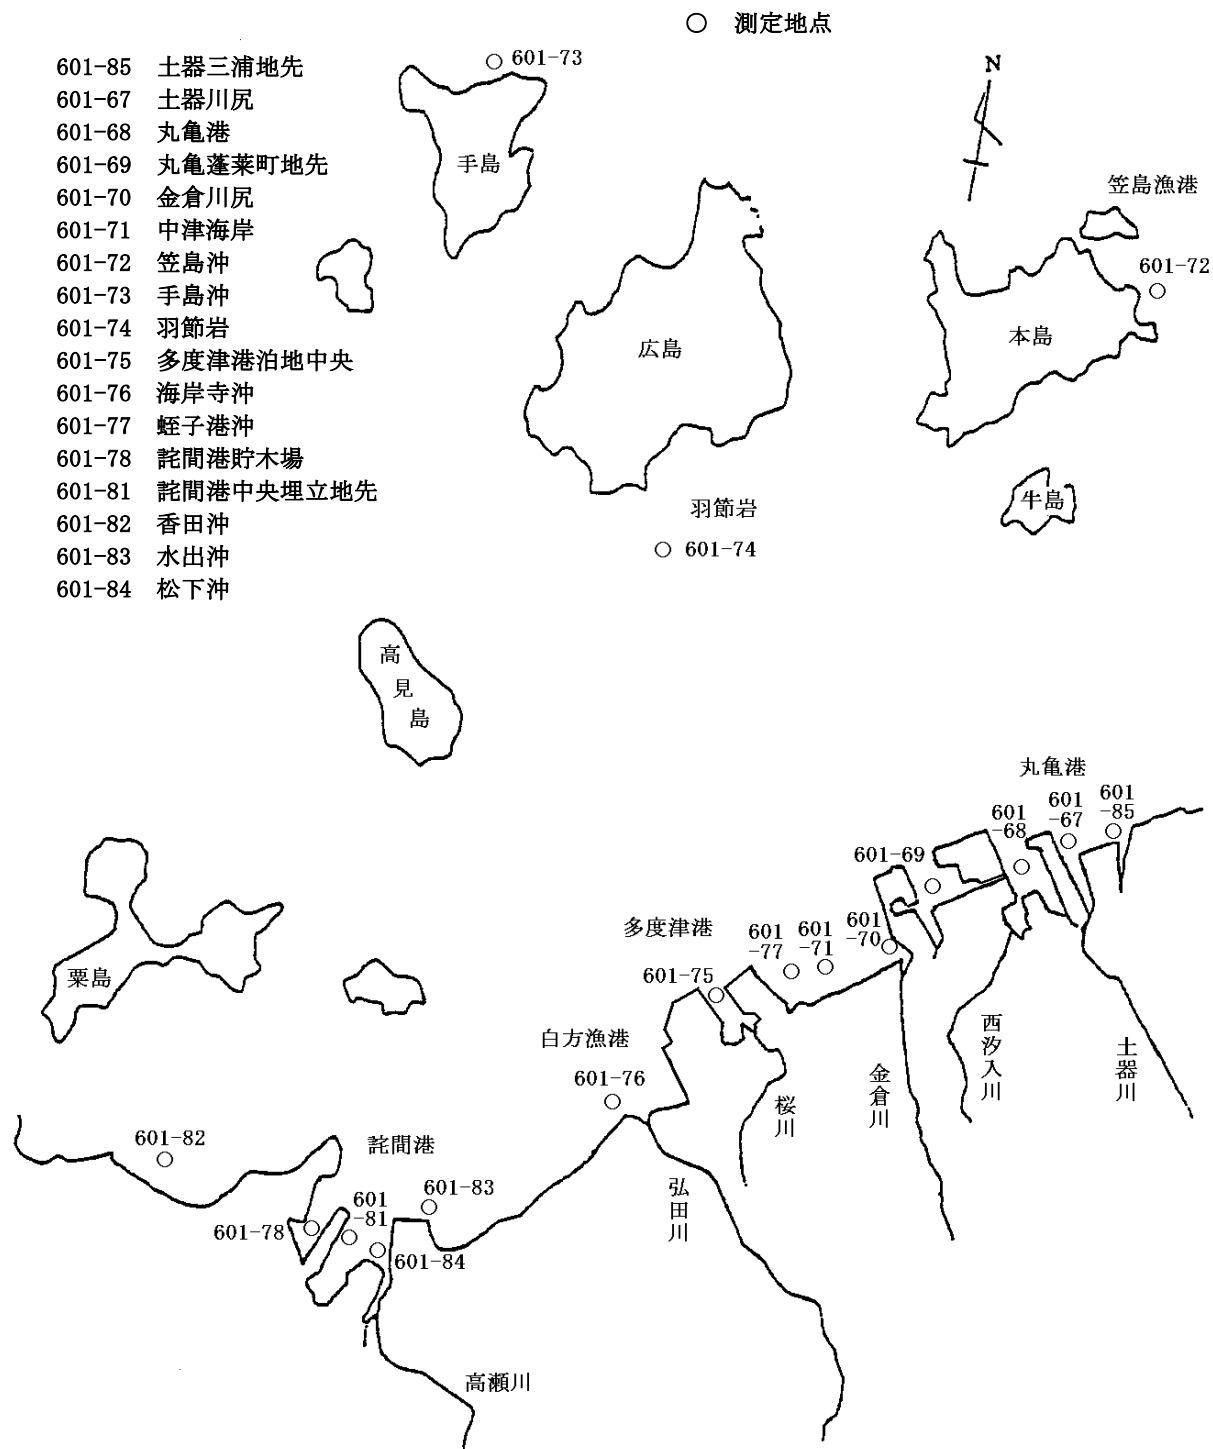 ○ 測定地点
601-85 土器三浦地先
601-67 土器川尻
601-68 丸亀港
601-69 丸亀蓬莱町地先
601-70 金倉川尻
601-71 中津海岸
601-72 笠島沖
601-73 手島沖
601-74 羽節岩
601-75 多度津港泊地中央
601-76 海岸寺沖
601-77 蛭子港沖
601-78 詫間港貯木場
601-81 詫間港中央埋立地先
601-82 香田沖
601-83 水出沖
601-84 松下沖
601-73
N
手島
笠島漁港
601-72
広島
本島
羽節岩
601-74
牛島
高
見
島
丸亀港
601
-85
601
-67
601
-68
601-69
601
-70
多度津港
601
-77
601
-71
601-75
粟島
白方漁港
601-76
西
汐
入
川
土
器
川
金
倉
川
桜
川
601-82
詫間港
601-83
弘
田
川
601
-81
601-78
601-84
高瀬川